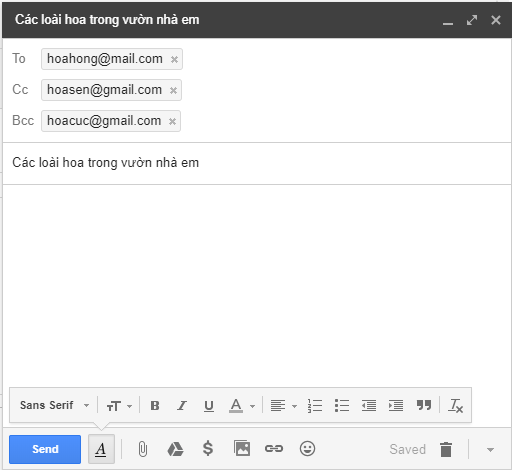 Các loài hoa trong vườn nhà em
To hoahong@mail.com
Cc hoasen@gmail.com
Bcc hoacuc@gmail.com
Các loài hoa trong vườn nhà em
Sans Serif
Send Saved